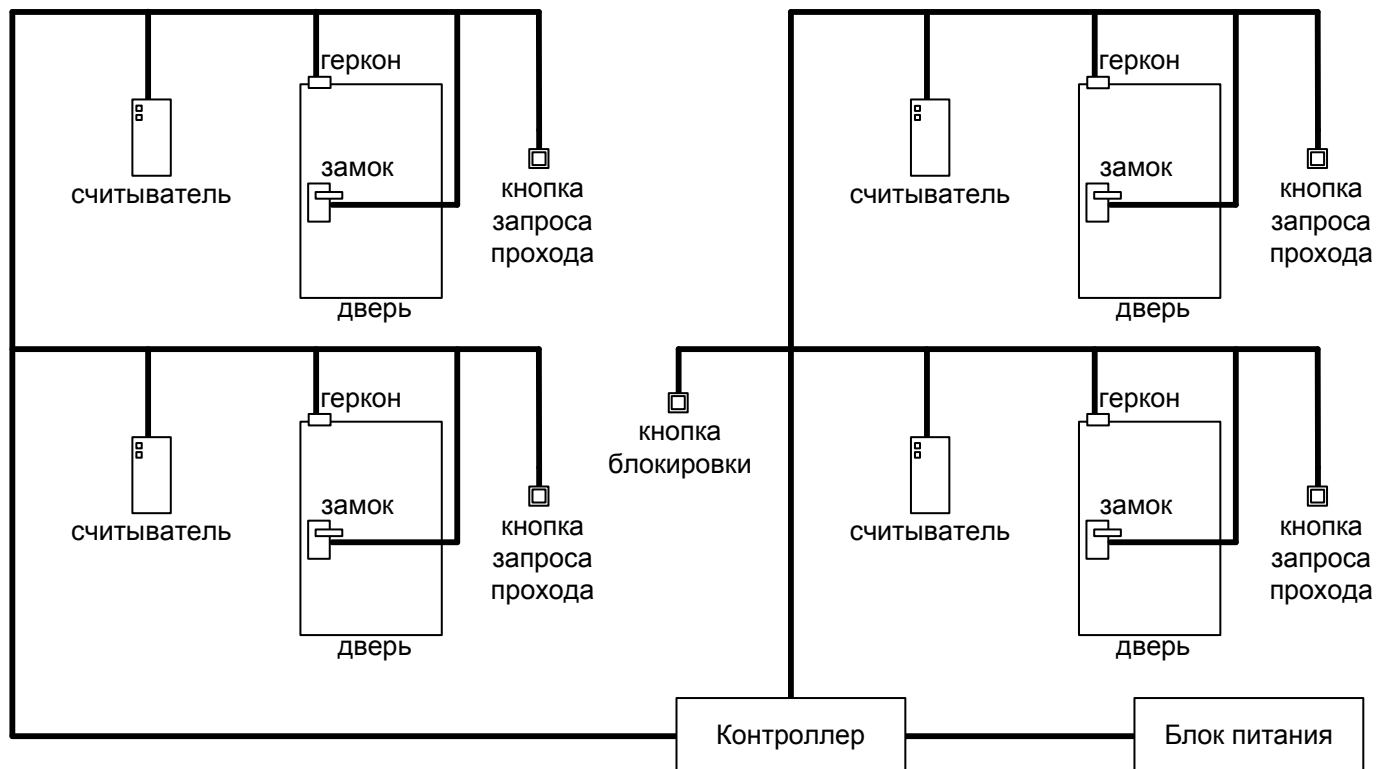 геркон
геркон
замок
замок
считыватель
кнопка
запроса
прохода
считыватель
кнопка
запроса
прохода
дверь
дверь
геркон
кнопка
блокировки
геркон
замок
замок
считыватель
кнопка
запроса
прохода
считыватель
кнопка
запроса
прохода
дверь
дверь
Контроллер
Блок питания